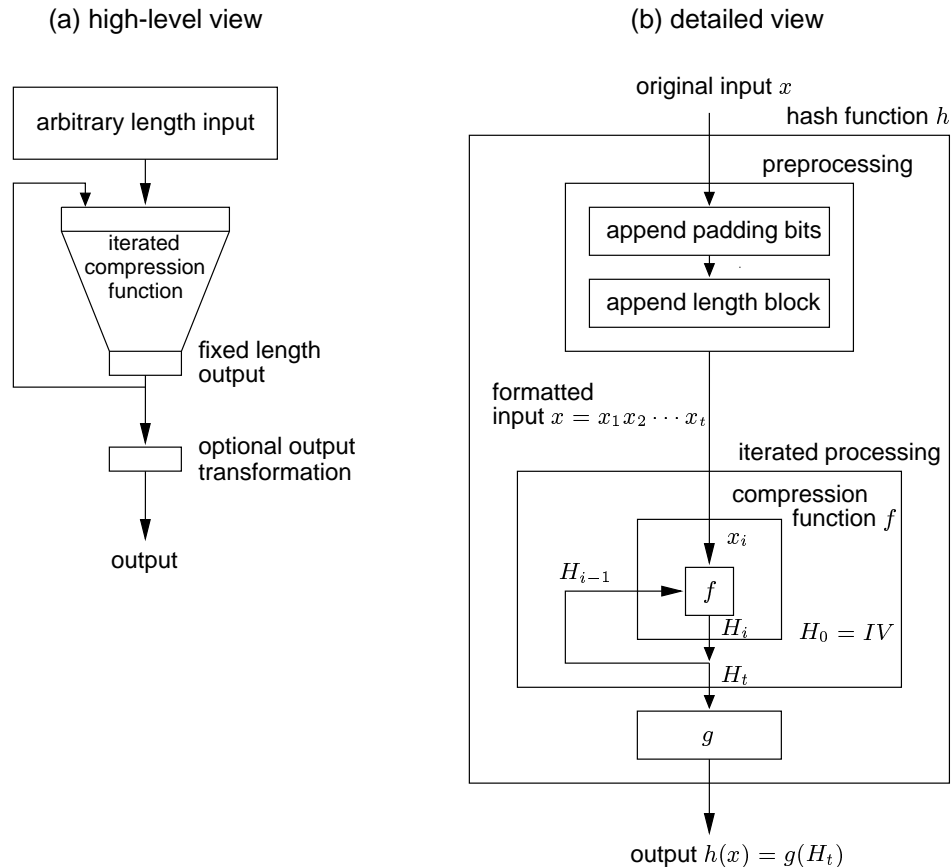 (a) high-level view
arbitrary length input
iterated
compression
function
fixed length
output
optional output
transformation
output
(b) detailed view
original input x
hash function h
preprocessing
append padding bits
append length block
formatted
input x = x₁x₂ ⋯ xₜ
iterated processing
compression
function f
xᵢ
Hᵢ₋₁
f
Hᵢ
H₀ = IV
Hₜ
g
output h(x) = g(Hₜ)